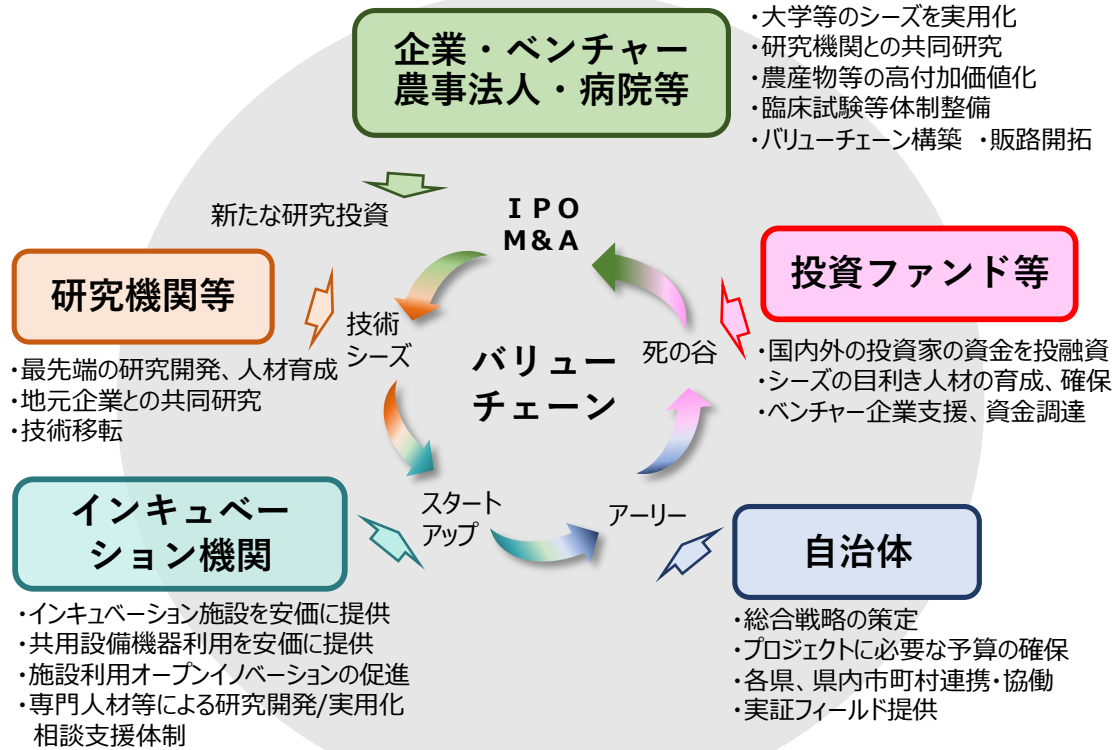 企業・ベンチャー
農事法人・病院等
・大学等のシーズを実用化
・研究機関との共同研究
・農産物等の高付加価値化
・臨床試験等体制整備
・バリューチェーン構築 ・販路開拓
新たな研究投資
IPO
M&A
研究機関等
・最先端の研究開発、人材育成
・地元企業との共同研究
・技術移転
技術
シーズ
バリュー
チェーン
死の谷
投資ファンド等
・国内外の投資家の資金を投融資
・シーズの目利き人材の育成、確保
・ベンチャー企業支援、資金調達
インキュベー
ション機関
・インキュベーション施設を安価に提供
・共用設備機器利用を安価に提供
・施設利用オープンイノベーションの促進
・専門人材等による研究開発/実用化
相談支援体制
スタート
アップ
アーリー
自治体
・総合戦略の策定
・プロジェクトに必要な予算の確保
・各県、県内市町村連携・協働
・実証フィールド提供